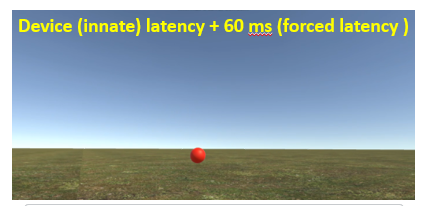 Device (innate) latency + 60 ms (forced latency )